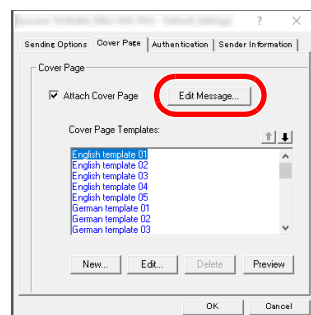 Sending Options Cover Page Authentication Sender Information
Cover Page
Attach Cover Page Edit Message...
Cover Page Templates:
English template 01
English template 02
English template 03
English template 04
English template 05
German template 01
German template 02
German template 03
New... Edit... Delete Preview
OK Cancel